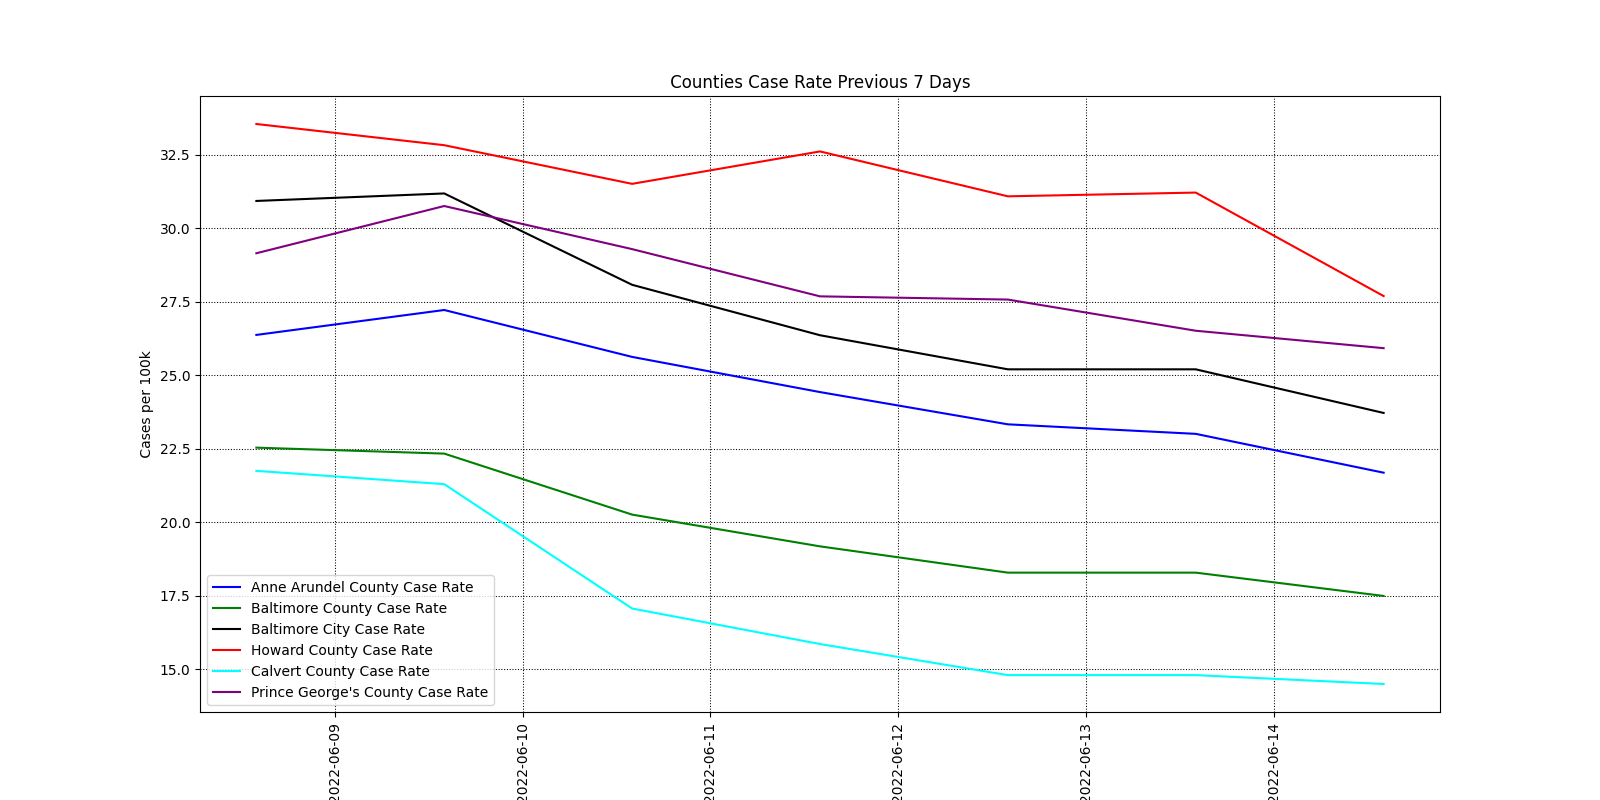 Counties Case Rate Previous 7 Days
Cases per 100k
32.5
30.0
27.5
25.0
22.5
20.0
17.5
15.0
Anne Arundel County Case Rate
Baltimore County Case Rate
Baltimore City Case Rate
Howard County Case Rate
Calvert County Case Rate
Prince George's County Case Rate
2022-06-09
2022-06-10
2022-06-11
2022-06-12
2022-06-13
2022-06-14